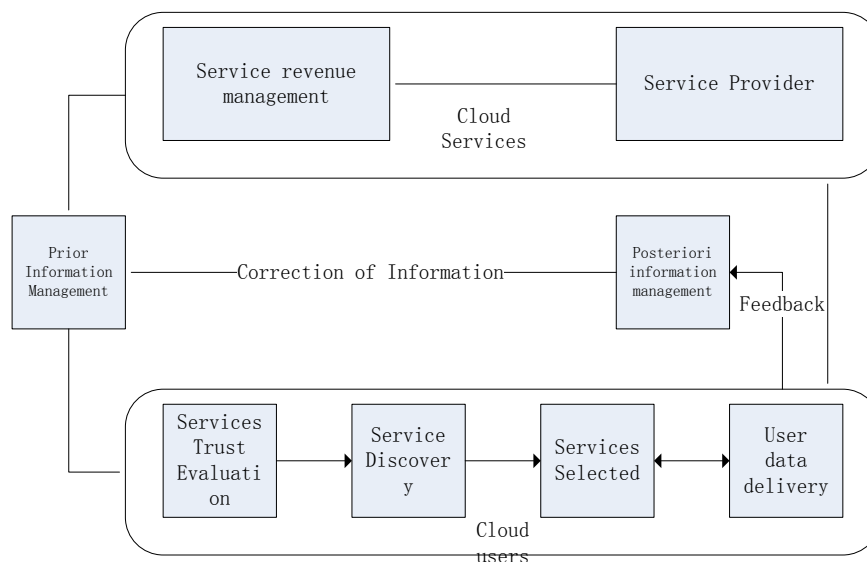 Service revenue
management
Service Provider
Cloud
Services
Prior
Information
Management
Correction of Information
Posteriori
information
management
Feedback
Services
Trust
Evaluati
on
Service
Discover
y
Services
Selected
User
data
delivery
Cloud
users